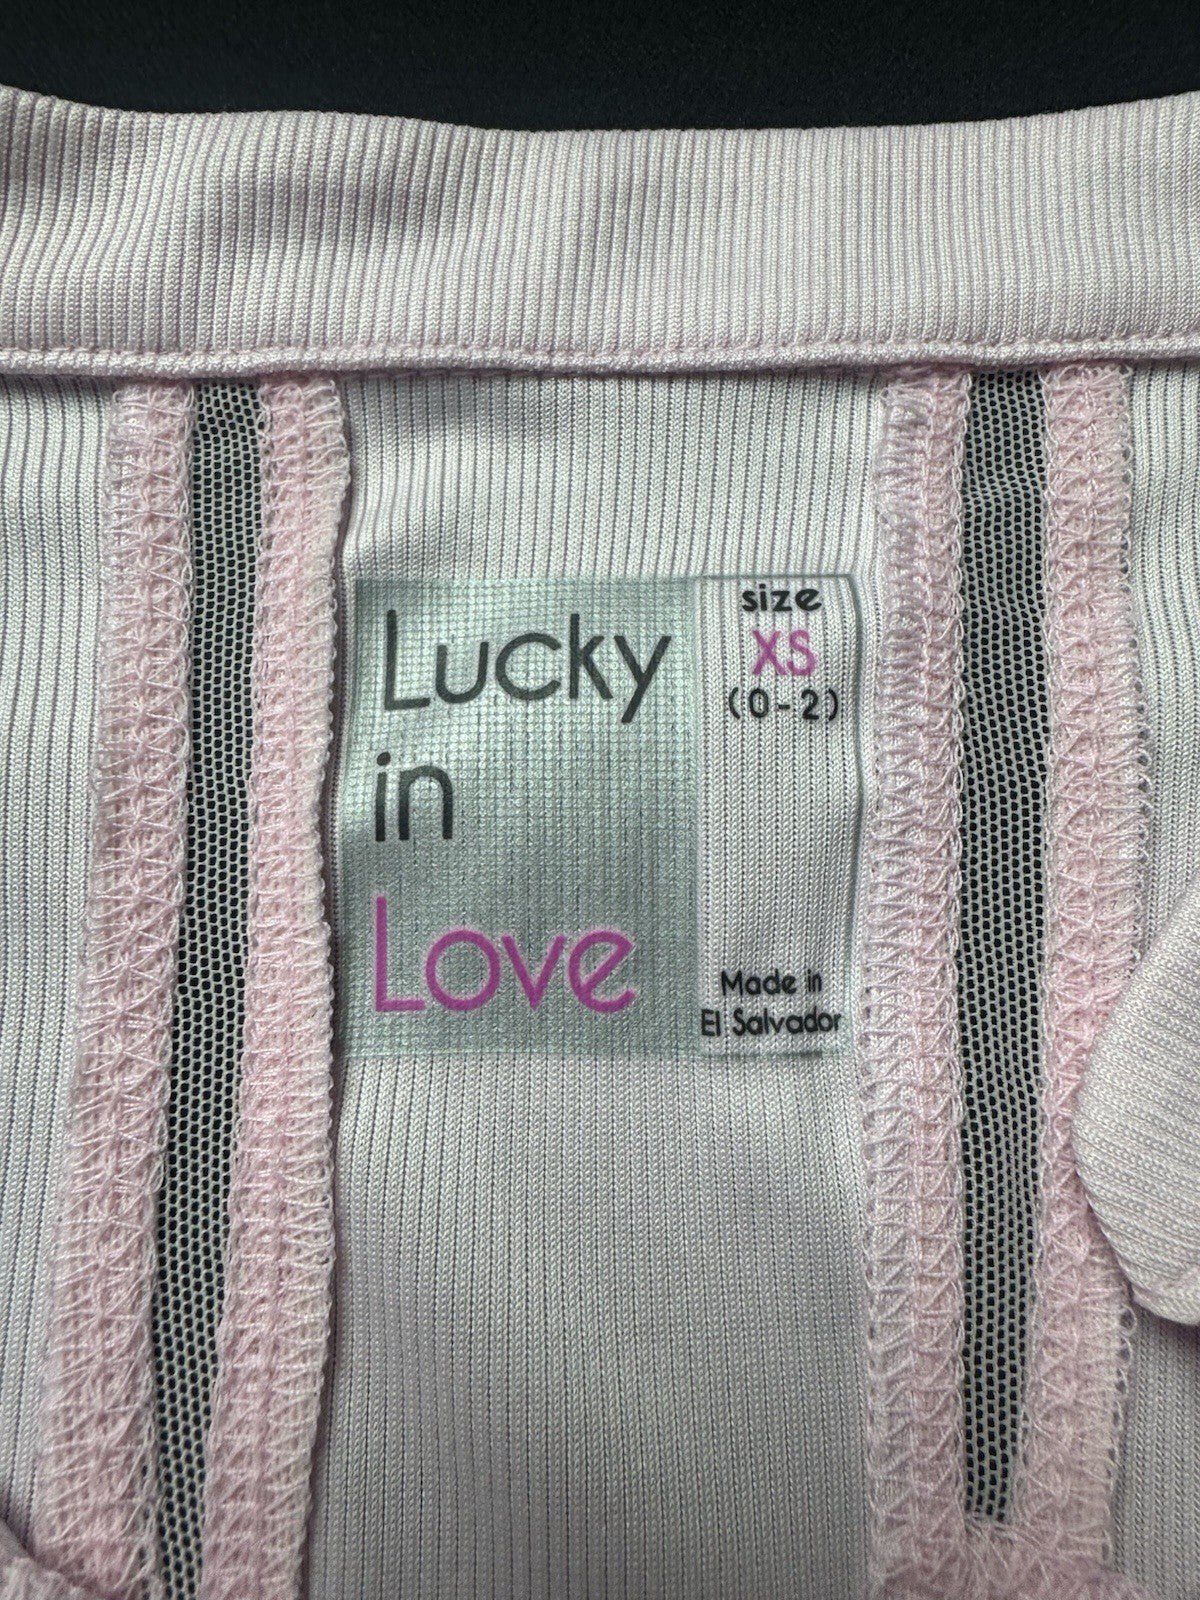 Lucky
in
Love
size
XS
(0-2)
Made in
El Salvador